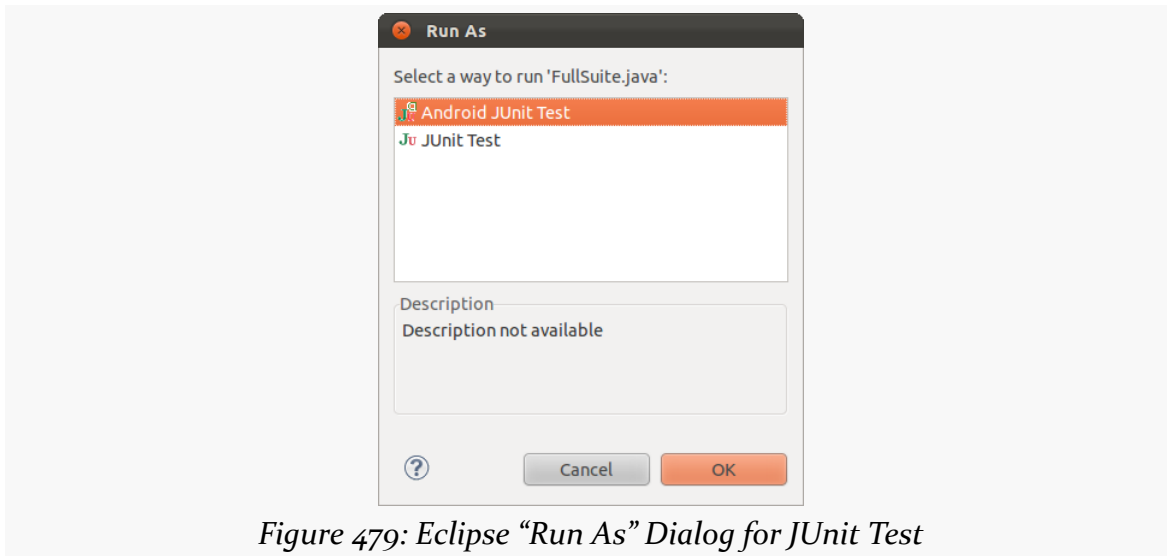 Run As
Select a way to run 'FullSuite.java':
Android JUnit Test
Ju JUnit Test
Description
Description not available
?
Cancel
OK
Figure 479: Eclipse “Run As” Dialog for JUnit Test